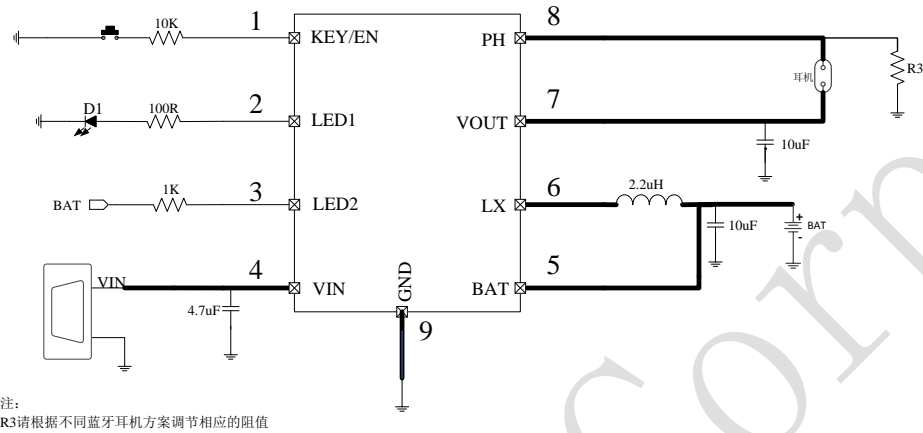 1
10K
KEY/EN
2
D1
100R
LED1
3
BAT
1K
LED2
4
VIN
VIN
4.7uF
GND
9
8
PH
耳机
R3
7
VOUT
10uF
6
LX
2.2uH
10uF
+
BAT
-
5
BAT
Corp
注：
R3请根据不同蓝牙耳机方案调节相应的阻值